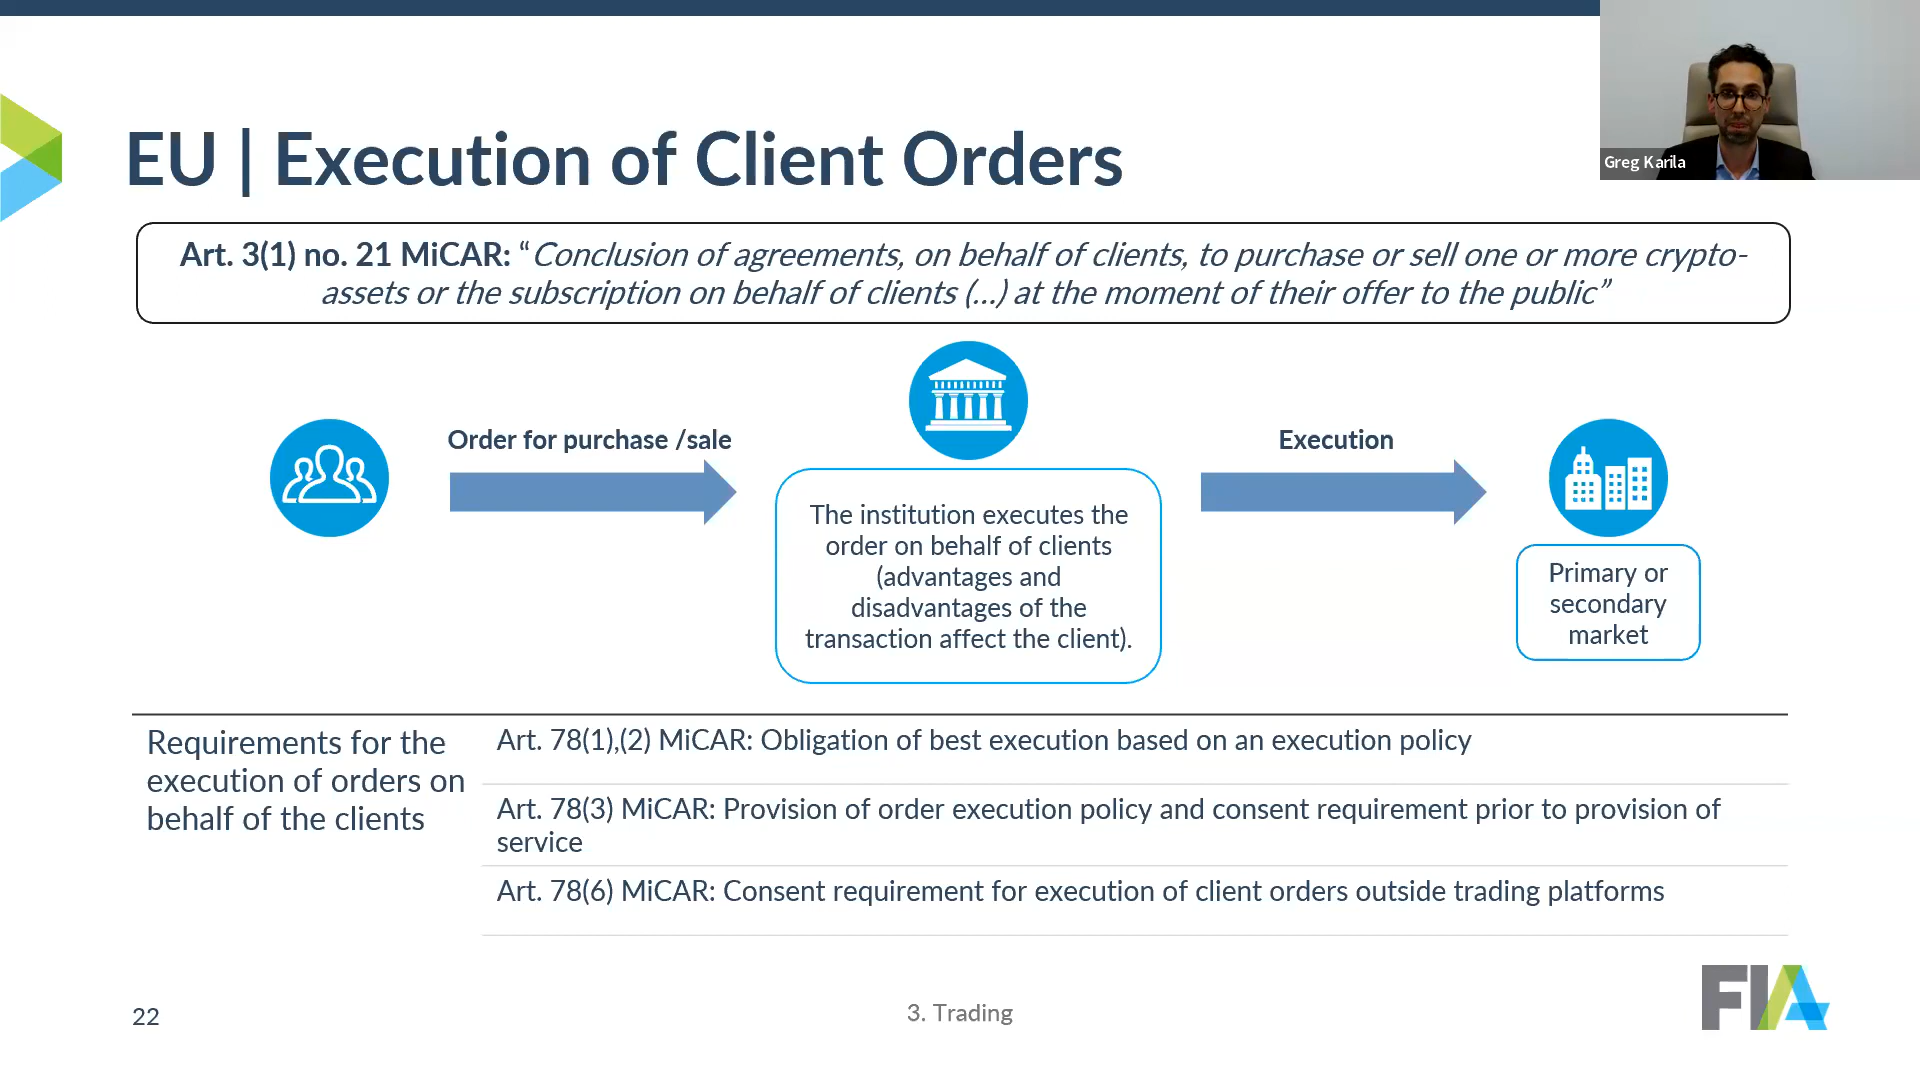 Greg Karila
EU | Execution of Client Orders
Art. 3(1) no. 21 MiCAR: “Conclusion of agreements, on behalf of clients, to purchase or sell one or more crypto-
assets or the subscription on behalf of clients (…) at the moment of their offer to the public”
Order for purchase /sale
Execution
The institution executes the
order on behalf of clients
(advantages and
disadvantages of the
transaction affect the client).
Primary or
secondary
market
Requirements for the
execution of orders on
behalf of the clients
Art. 78(1),(2) MiCAR: Obligation of best execution based on an execution policy
Art. 78(3) MiCAR: Provision of order execution policy and consent requirement prior to provision of
service
Art. 78(6) MiCAR: Consent requirement for execution of client orders outside trading platforms
22
3. Trading
FIA